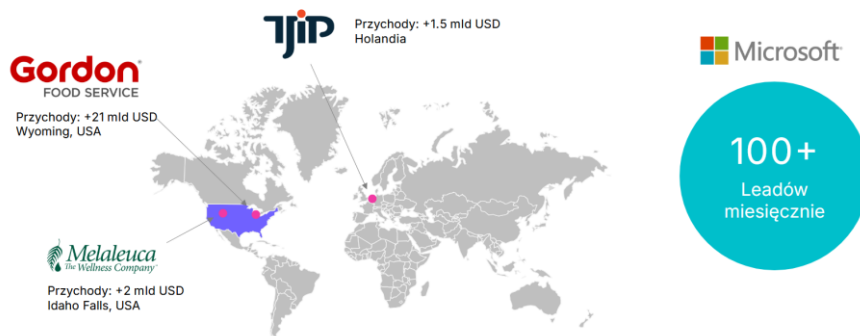 TJIP
Przychody: +1.5 mld USD
Holandia
Gordon
FOOD SERVICE
Przychody: +21 mld USD
Wyoming, USA
Microsoft
100+
Leadów
miesięcznie
Melaleuca
The Wellness Company
Przychody: +2 mld USD
Idaho Falls, USA